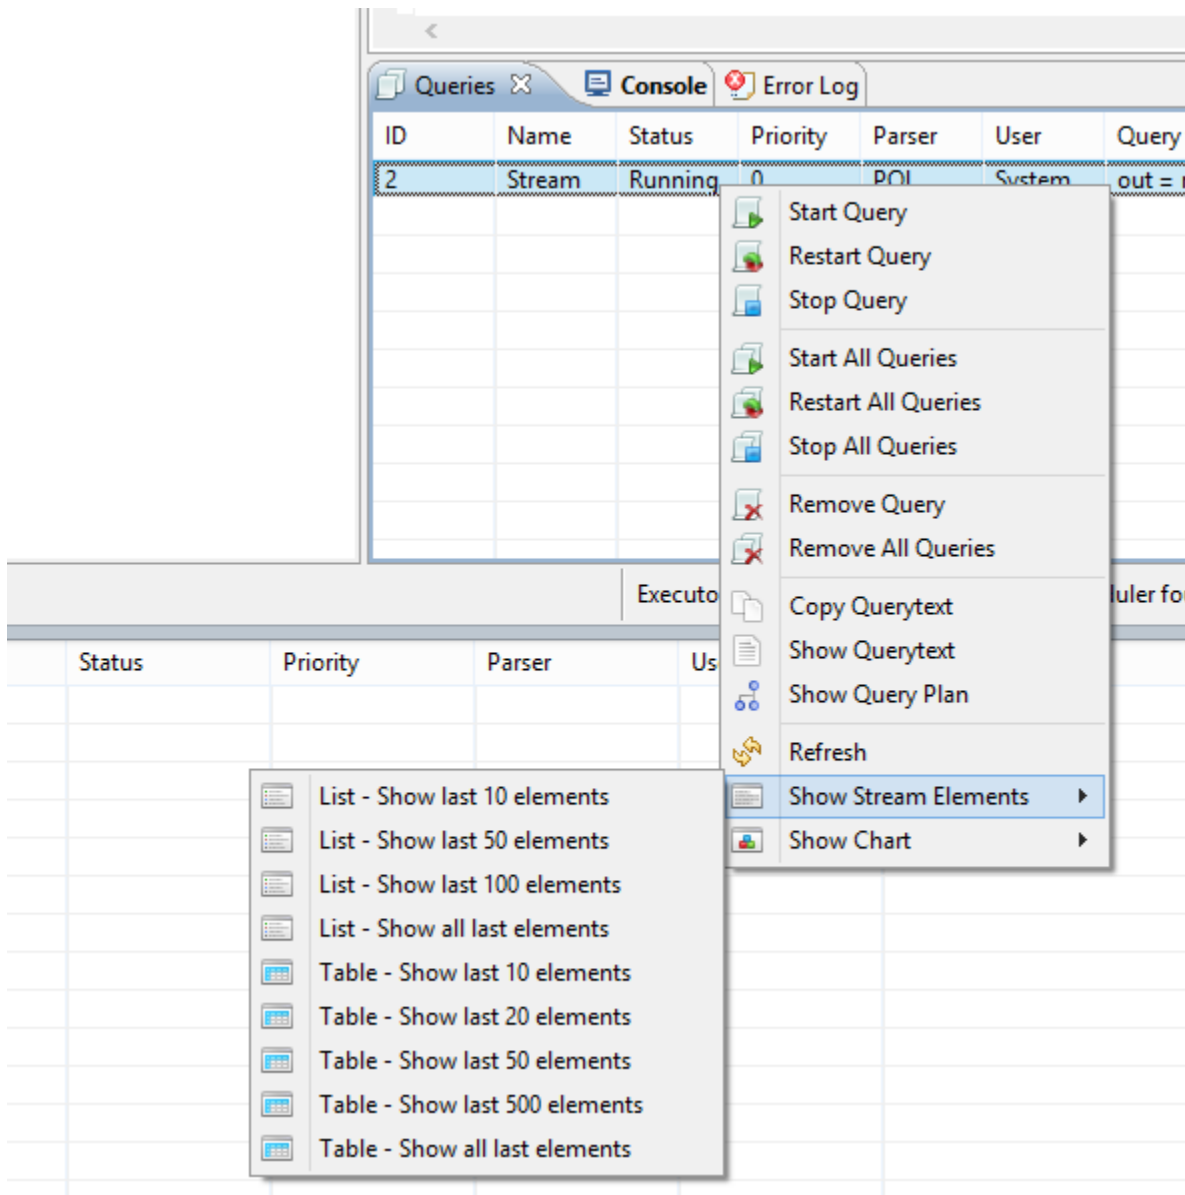 Queries Console Error Log
ID Name Status Priority Parser User Query
2 Stream Running 0 PQL System out =
Start Query
Restart Query
Stop Query
Start All Queries
Restart All Queries
Stop All Queries
Remove Query
Remove All Queries
Executo
Copy Querytext
Show Querytext
Show Query Plan
Refresh
Show Stream Elements
Show Chart
Status Priority Parser Us
List - Show last 10 elements
List - Show last 50 elements
List - Show last 100 elements
List - Show all last elements
Table - Show last 10 elements
Table - Show last 20 elements
Table - Show last 50 elements
Table - Show last 500 elements
Table - Show all last elements